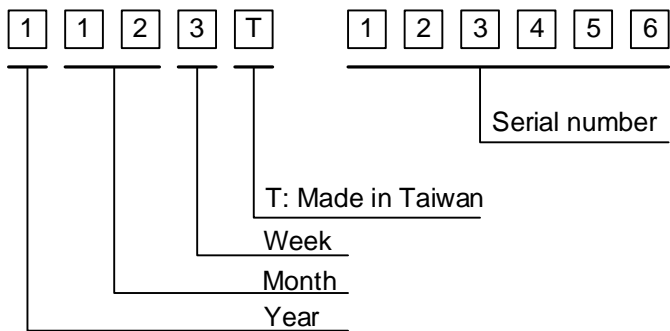 1 1 2 3 T 1 2 3 4 5 6
Serial number
T: Made in Taiwan
Week
Month
Year